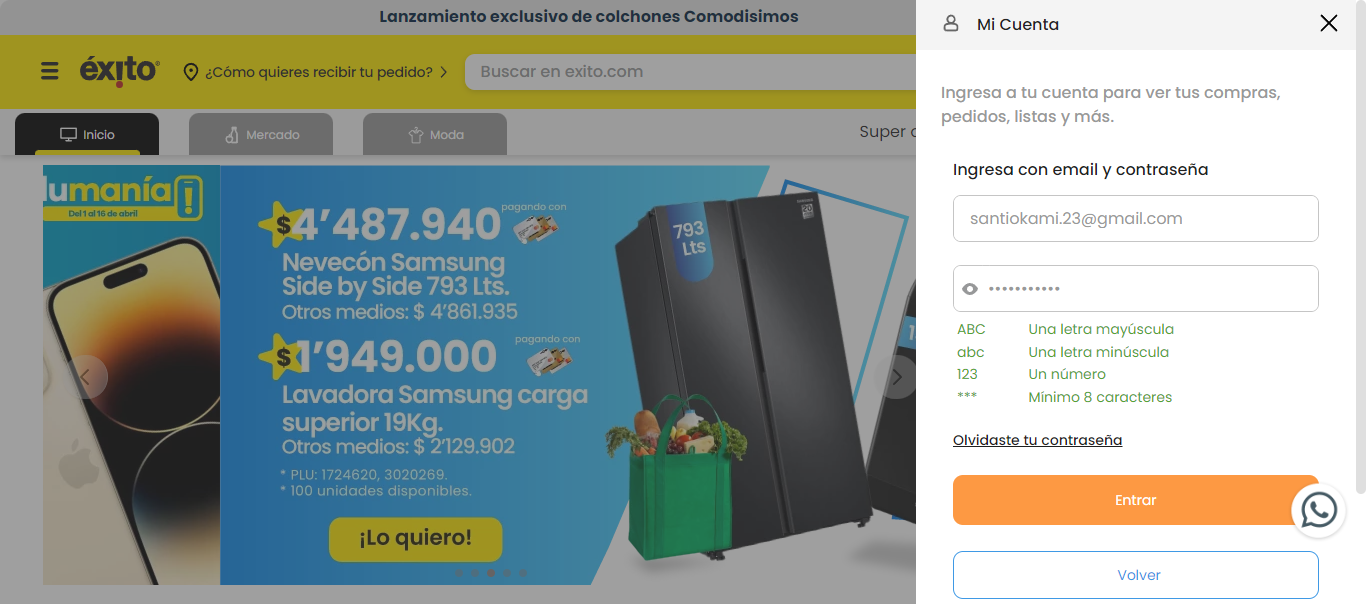 Lanzamiento exclusivo de colchones Comodisimos
éxito
¿Cómo quieres recibir tu pedido?
Buscar en exito.com
Inicio
Mercado
Moda
Super
lumanía
Del 1 al 16 de abril
$4’487.940
pagando con
Nevecón Samsung
Side by Side 793 Lts.
Otros medios: $ 4’861.935
$1’949.000
pagando con
Lavadora Samsung carga
superior 19Kg.
Otros medios: $ 2’129.902
* PLU: 1724620, 3020269.
* 100 unidades disponibles.
¡Lo quiero!
793
Lts
SAMSUNG
Mi Cuenta
Ingresa a tu cuenta para ver tus compras,
pedidos, listas y más.
Ingresa con email y contraseña
santiokami.23@gmail.com
•••••••••••
ABC Una letra mayúscula
abc Una letra minúscula
123 Un número
*** Mínimo 8 caracteres
Olvidaste tu contraseña
Entrar
Volver